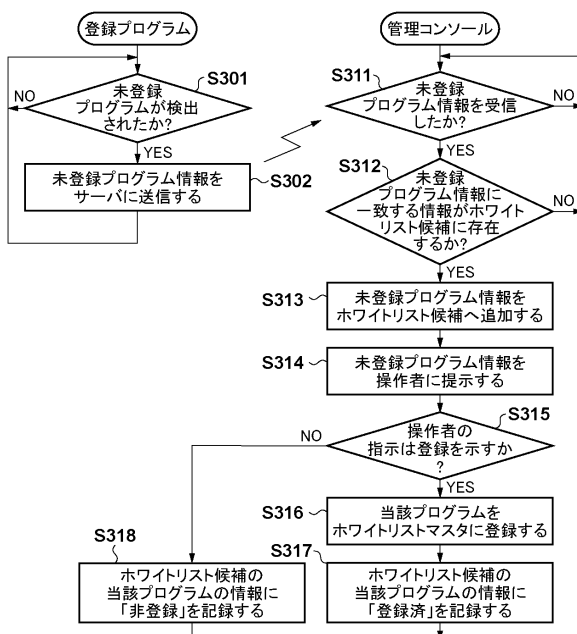 登録プログラム
S301
未登録
プログラムが検出
されたか?
NO
YES
未登録プログラム情報を
サーバに送信する
S302
管理コンソール
S311
未登録
プログラム情報を受信
したか?
NO
YES
S312
未登録
プログラム情報に
一致する情報がホワイト
リスト候補に存在
するか?
NO
YES
S313
未登録プログラム情報を
ホワイトリスト候補へ追加する
S314
未登録プログラム情報を
操作者に提示する
S315
操作者の
指示は登録を示すか
?
NO
YES
S316
当該プログラムを
ホワイトリストマスタに登録する
S317
ホワイトリスト候補の
当該プログラムの情報に
「登録済」を記録する
S318
ホワイトリスト候補の
当該プログラムの情報に
「非登録」を記録する